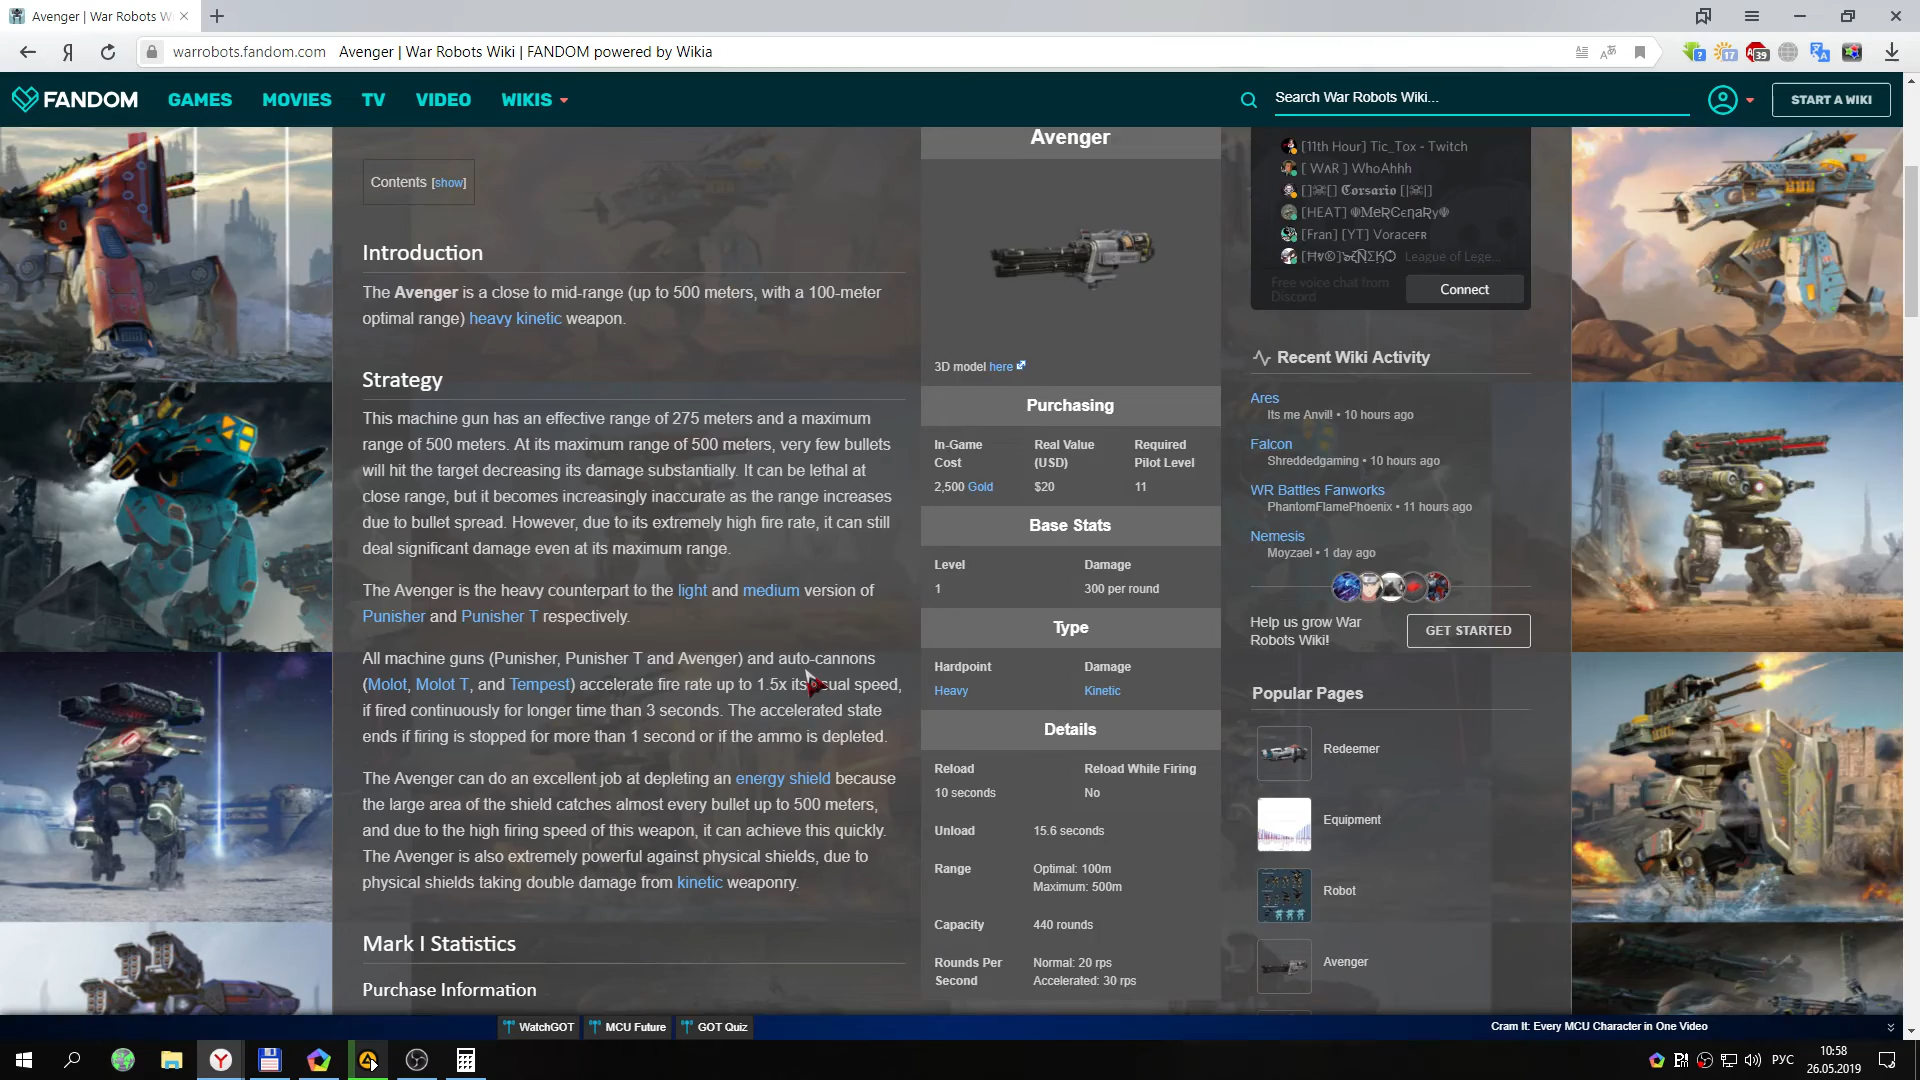 Avenger | War Robots W
warrobots.fandom.com Avenger | War Robots Wiki | FANDOM powered by Wikia
17
39
FANDOM
GAMES
MOVIES
TV
VIDEO
WIKIS
Search War Robots Wiki...
START A WIKI
Contents [show]
Introduction
The Avenger is a close to mid-range (up to 500 meters, with a 100-meter
optimal range) heavy kinetic weapon.
Strategy
This machine gun has an effective range of 275 meters and a maximum
range of 500 meters. At its maximum range of 500 meters, very few bullets
will hit the target decreasing its damage substantially. It can be lethal at
close range, but it becomes increasingly inaccurate as the range increases
due to bullet spread. However, due to its extremely high fire rate, it can still
deal significant damage even at its maximum range.
The Avenger is the heavy counterpart to the light and medium version of
Punisher and Punisher T respectively.
All machine guns (Punisher, Punisher T and Avenger) and auto-cannons
(Molot, Molot T, and Tempest) accelerate fire rate up to 1.5x its usual speed,
if fired continuously for longer time than 3 seconds. The accelerated state
ends if firing is stopped for more than 1 second or if the ammo is depleted.
The Avenger can do an excellent job at depleting an energy shield because
the large area of the shield catches almost every bullet up to 500 meters,
and due to the high firing speed of this weapon, it can achieve this quickly.
The Avenger is also extremely powerful against physical shields, due to
physical shields taking double damage from kinetic weaponry.
Mark I Statistics
Purchase Information
Avenger
3D model here
Purchasing
In-Game Cost
Real Value (USD)
Required Pilot Level
2,500 Gold
$20
11
Base Stats
Level
Damage
1
300 per round
Type
Hardpoint
Damage
Heavy
Kinetic
Details
Reload
Reload While Firing
10 seconds
No
Unload
15.6 seconds
Range
Optimal: 100m
Maximum: 500m
Capacity
440 rounds
Rounds Per Second
Normal: 20 rps
Accelerated: 30 rps
[11th Hour] Tic_Tox - Twitch
[ WΛR ] WhoAhhh
ℭ𝔬𝔯𝔰𝔞𝔯𝔦𝔬
[HEAT]
[Fran] [YT] Voraceғʀ
League of Lege...
Free voice chat from
Discord
Connect
Recent Wiki Activity
Ares
Its me Anvil! • 10 hours ago
Falcon
Shreddedgaming • 10 hours ago
WR Battles Fanworks
PhantomFlamePhoenix • 11 hours ago
Nemesis
Moyzael • 1 day ago
Help us grow War
Robots Wiki!
GET STARTED
Popular Pages
Redeemer
Equipment
Robot
Avenger
WatchGOT
MCU Future
GOT Quiz
Cram It: Every MCU Character in One Video
РУС
10:58
26.05.2019